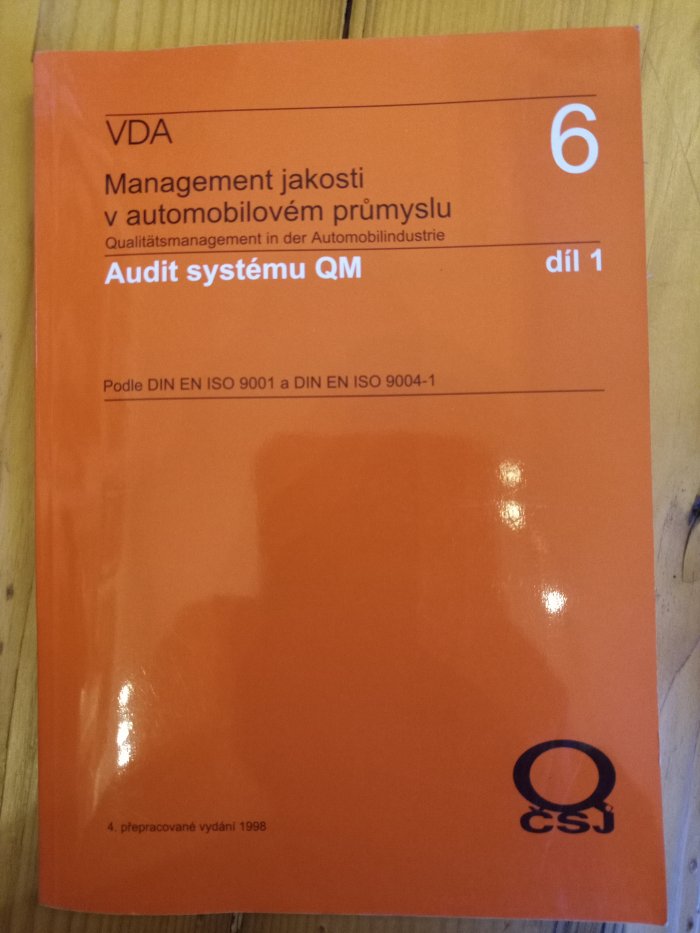 VDA
6
Management jakosti
v automobilovém průmyslu
Qualitätsmanagement in der Automobilindustrie
Audit systému QM
díl 1
Podle DIN EN ISO 9001 a DIN EN ISO 9004-1
4. přepracované vydání 1998
Q
ČSJ